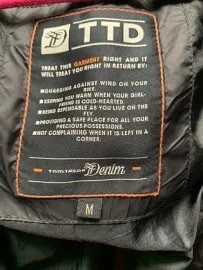 TTD
TREAT THIS GARMENT RIGHT AND IT
WILL TREAT YOU RIGHT IN RETURN BY:
■GUARDING AGAINST WIND ON YOUR
BIKE.
■KEEPING YOU WARM WHEN YOUR GIRL-
FRIEND IS COLD-HEARTED.
■BEING DEPENDABLE AS YOU LIVE ON THE
FLY.
■PROVIDING A SAFE PLACE FOR ALL YOUR
PRECIOUS POSSESSIONS.
■NOT COMPLAINING WHEN IT IS LEFT IN A
CORNER.
TOM TAILOR Denim
M